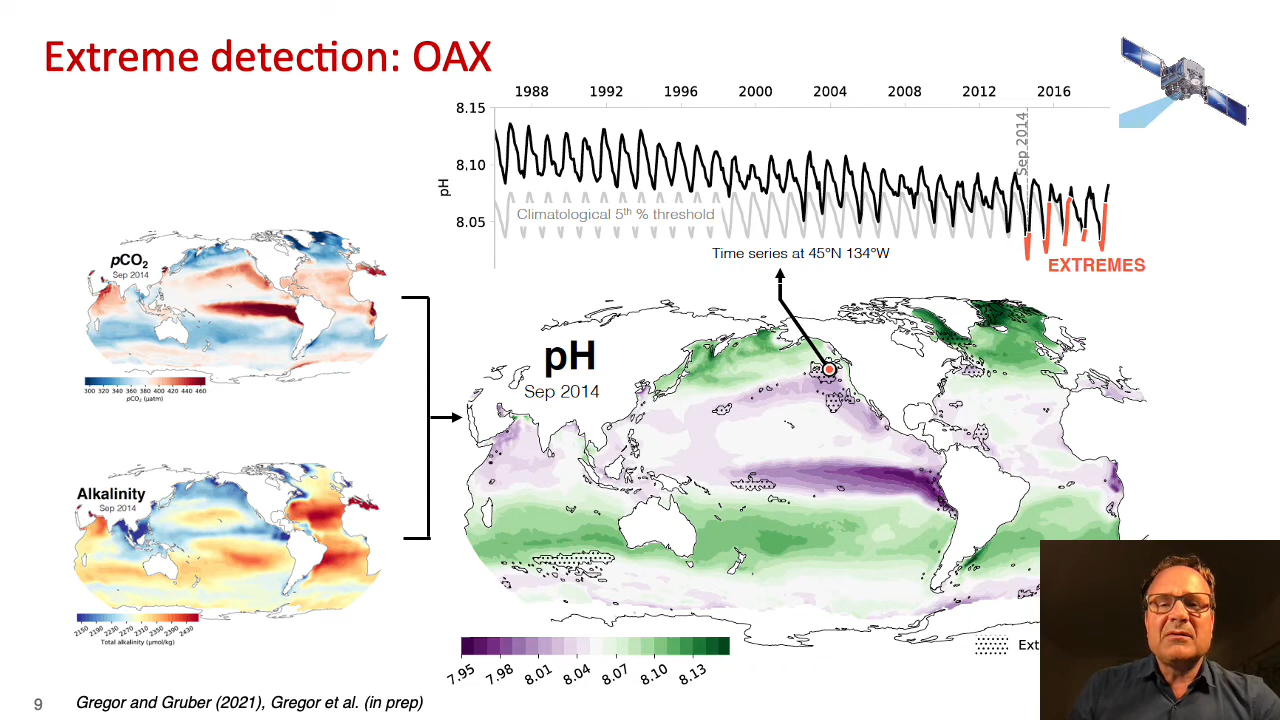 Extreme detection: OAX
1988 1992 1996 2000 2004 2008 2012 2016
8.15
8.10
8.05
pH
Sep 2014
Climatological 5th % threshold
Time series at 45°N 134°W
EXTREMES
pCO2
Sep 2014
300 320 340 360 380 400 420 440 460
pCO2 (µatm)
pH
Sep 2014
Alkalinity
Sep 2014
2150 2190 2230 2270 2310 2350 2390 2430
Total alkalinity (µmol/kg)
7.95 7.98 8.01 8.04 8.07 8.10 8.13
Ext
9 Gregor and Gruber (2021), Gregor et al. (in prep)